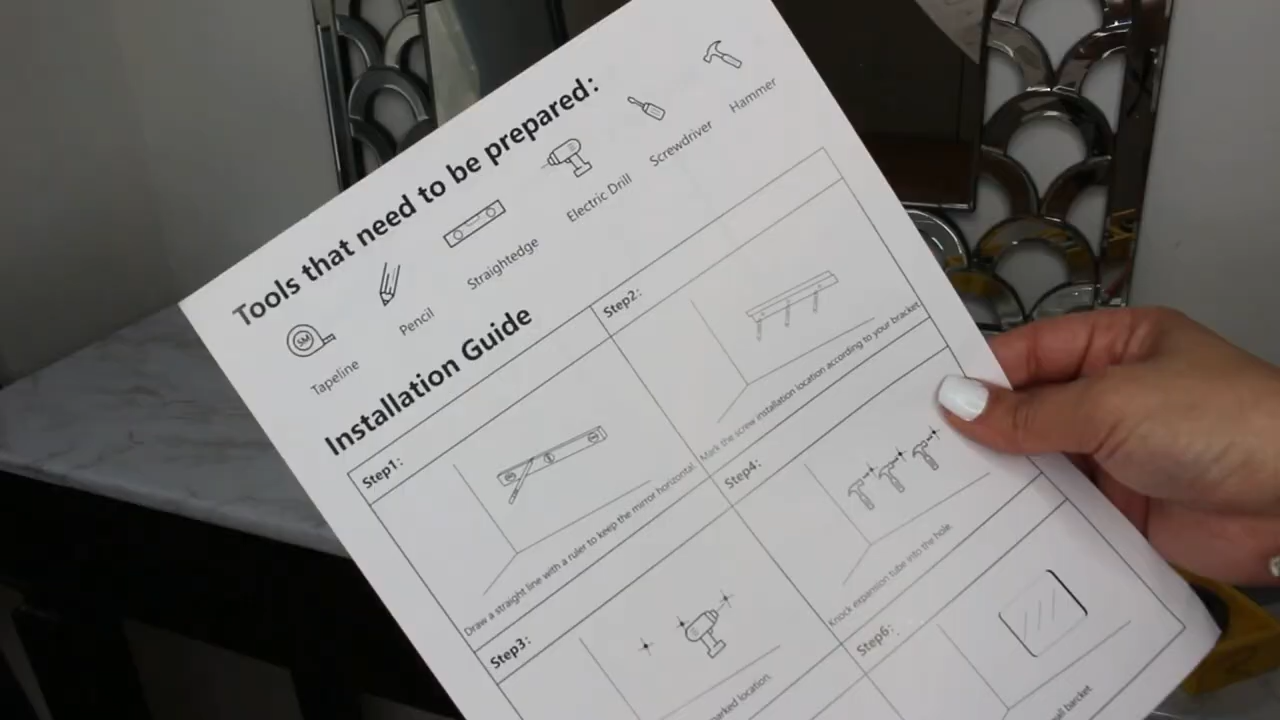 Tools that need to be prepared:
5M
Tapeline
Pencil
Straightedge
Electric Drill
Screwdriver
Hammer
Installation Guide
Step1:
Draw a straight line with a ruler to keep the mirror horizontal.
Step2:
Mark the screw installation location according to your bracket
Step3:
location.
Step4:
Knock expansion tube into the hole.
Step6:
barcket